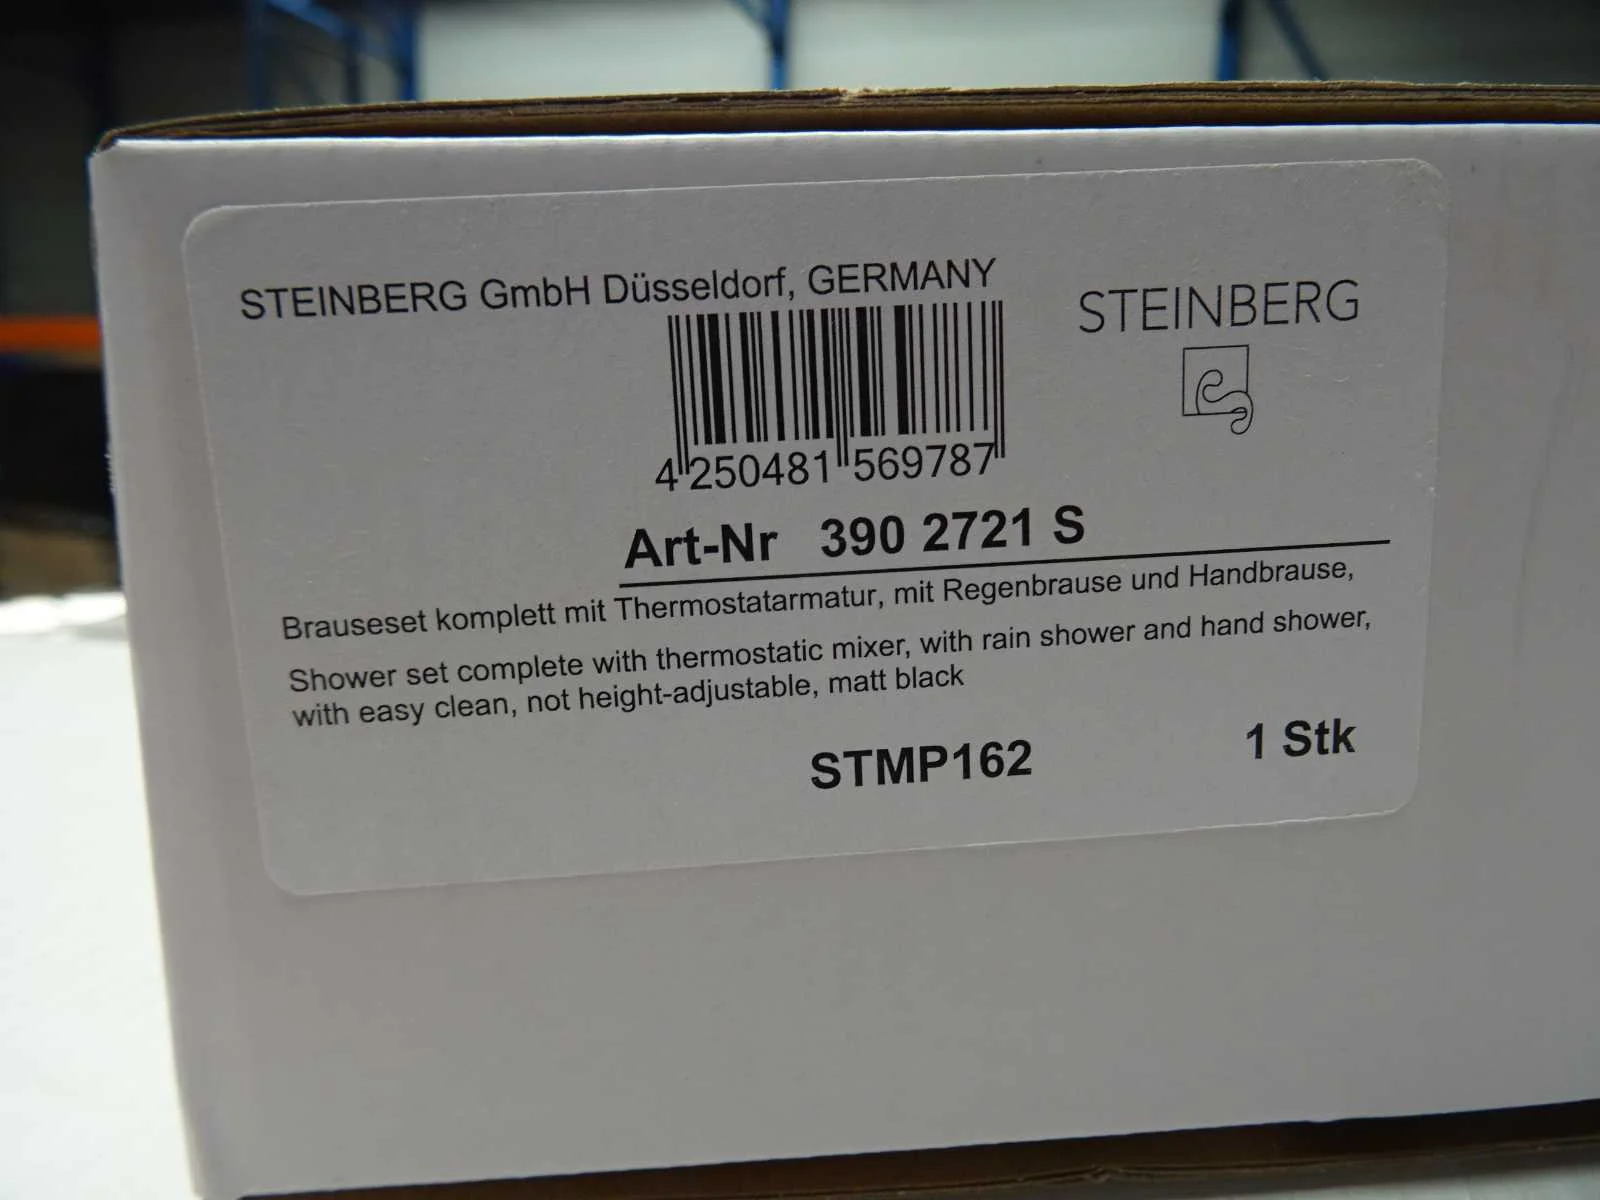 STEINBERG GmbH Düsseldorf, GERMANY
STEINBERG
4 250481 569787
Art-Nr 390 2721 S
Brauseset komplett mit Thermostatarmatur, mit Regenbrause und Handbrause,
Shower set complete with thermostatic mixer, with rain shower and hand shower,
with easy clean, not height-adjustable, matt black
STMP162
1 Stk